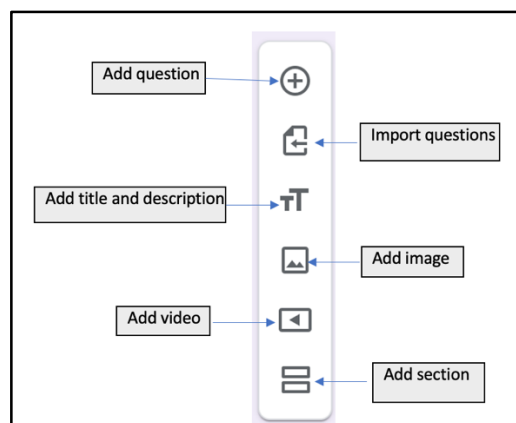 Add question
Import questions
Add title and description
Add image
Add video
Add section